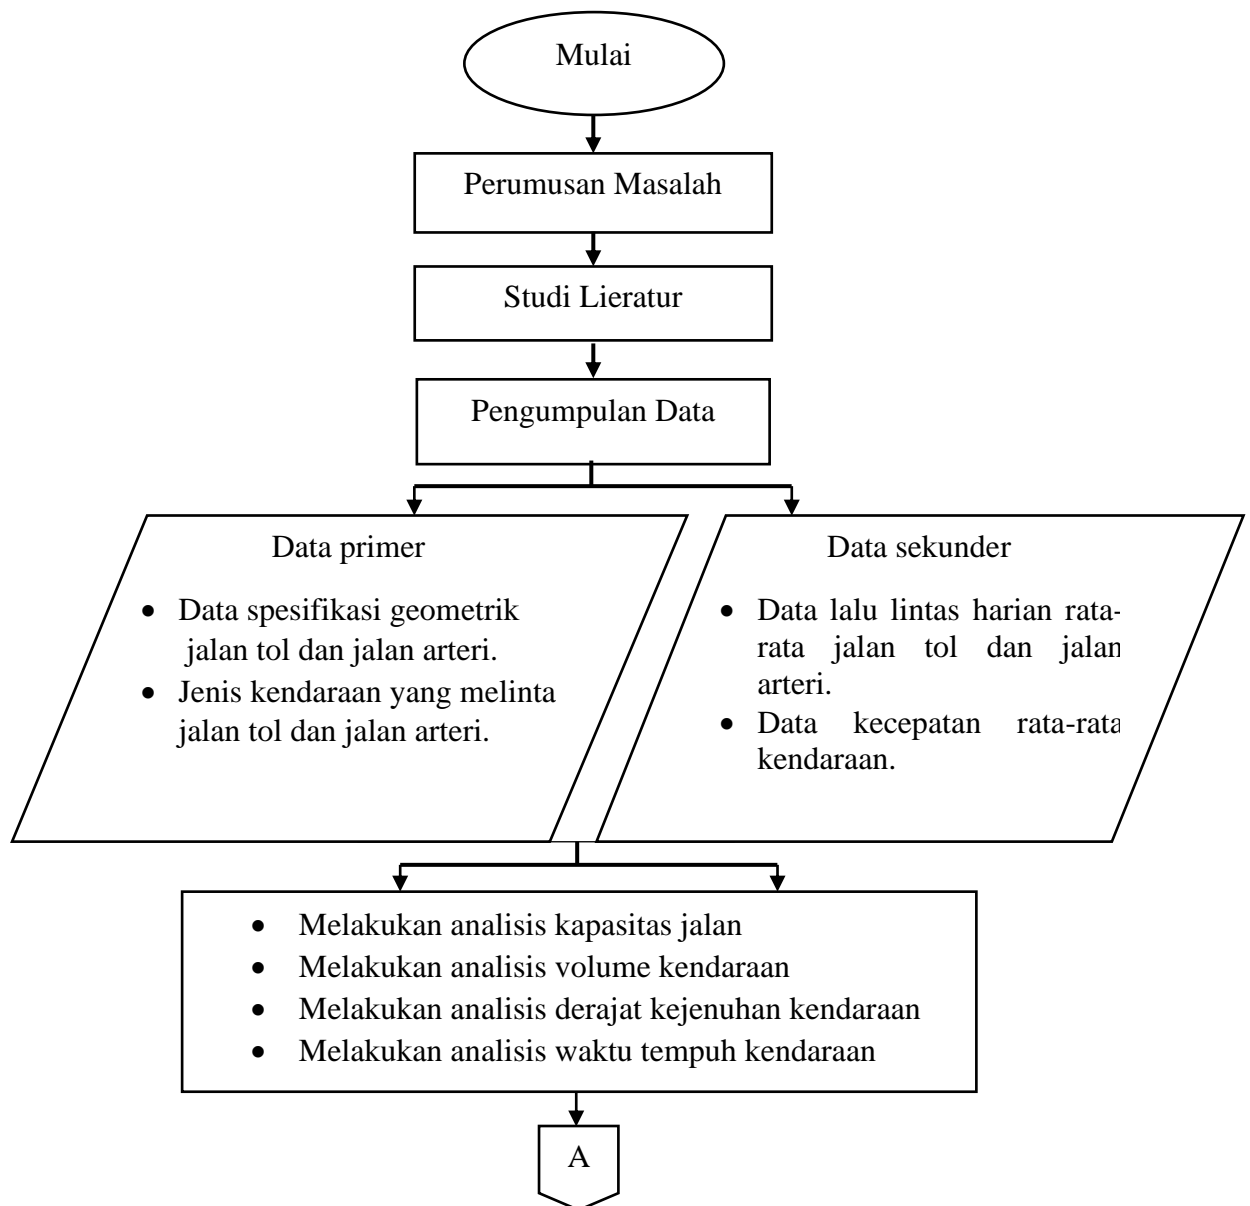 Mulai
Perumusan Masalah
Studi Lieratur
Pengumpulan Data
Data primer
• Data spesifikasi geometrik
jalan tol dan jalan arteri.
• Jenis kendaraan yang melinta
jalan tol dan jalan arteri.
Data sekunder
• Data lalu lintas harian rata-
rata jalan tol dan jalan
arteri.
• Data kecepatan rata-rata
kendaraan.
• Melakukan analisis kapasitas jalan
• Melakukan analisis volume kendaraan
• Melakukan analisis derajat kejenuhan kendaraan
• Melakukan analisis waktu tempuh kendaraan
A